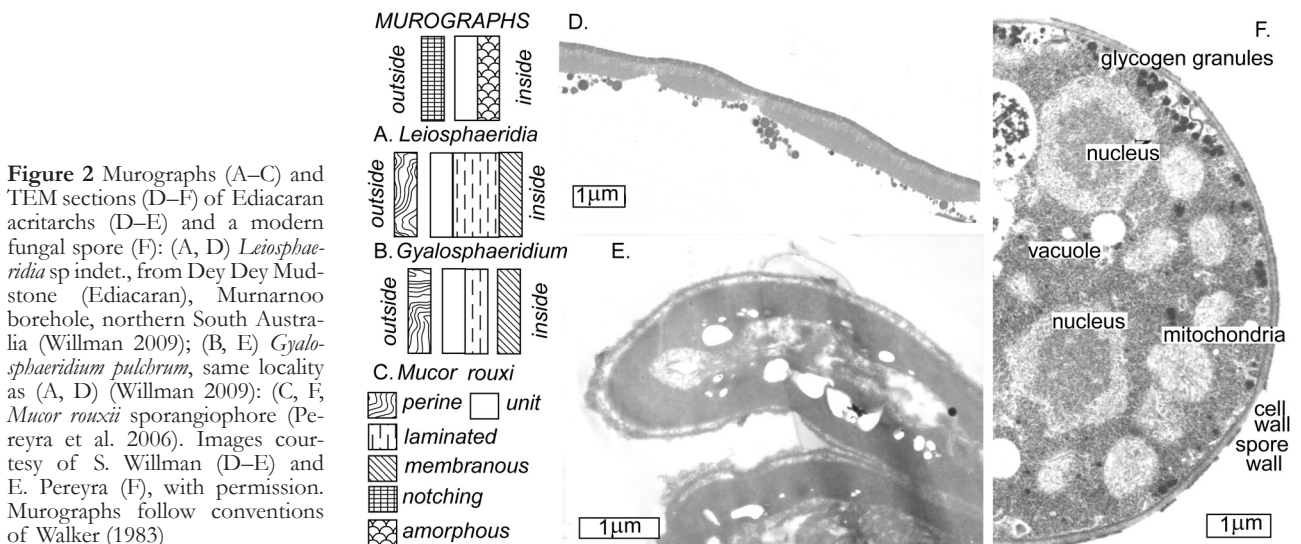 Figure 2 Murographs (A–C) and
TEM sections (D–F) of Ediacaran
acritarchs (D–E) and a modern
fungal spore (F): (A, D) Leiosphae-
ridia sp indet., from Dey Dey Mud-
stone (Ediacaran), Murnarnoo
borehole, northern South Austra-
lia (Willman 2009); (B, E) Gyalo-
sphaeridium pulchrum, same locality
as (A, D) (Willman 2009): (C, F,
Mucor rouxii sporangiophore (Pe-
reyra et al. 2006). Images cour-
tesy of S. Willman (D–E) and
E. Pereyra (F), with permission.
Murographs follow conventions
of Walker (1983)
MUROGRAPHS
outside
inside
A. Leiosphaeridia
outside
inside
B. Gyalosphaeridium
outside
inside
C. Mucor rouxi
perine unit
laminated
membranous
notching
amorphous
D.
1μm
E.
1μm
F.
glycogen granules
nucleus
vacuole
nucleus
mitochondria
cell
wall
spore
wall
1μm